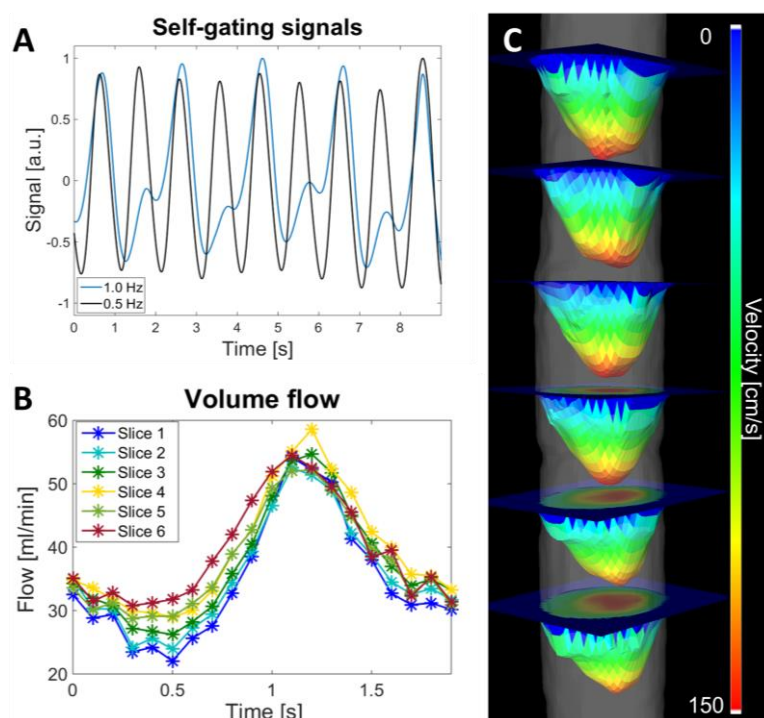 A
Self-gating signals
Signal [a.u.]
1
0.5
0
-0.5
-1
1.0 Hz
0.5 Hz
0 1 2 3 4 5 6 7 8
Time [s]
B
Volume flow
Flow [ml/min]
60
50
40
30
20
Slice 1
Slice 2
Slice 3
Slice 4
Slice 5
Slice 6
0 0.5 1 1.5
Time [s]
C
0
Velocity [cm/s]
150